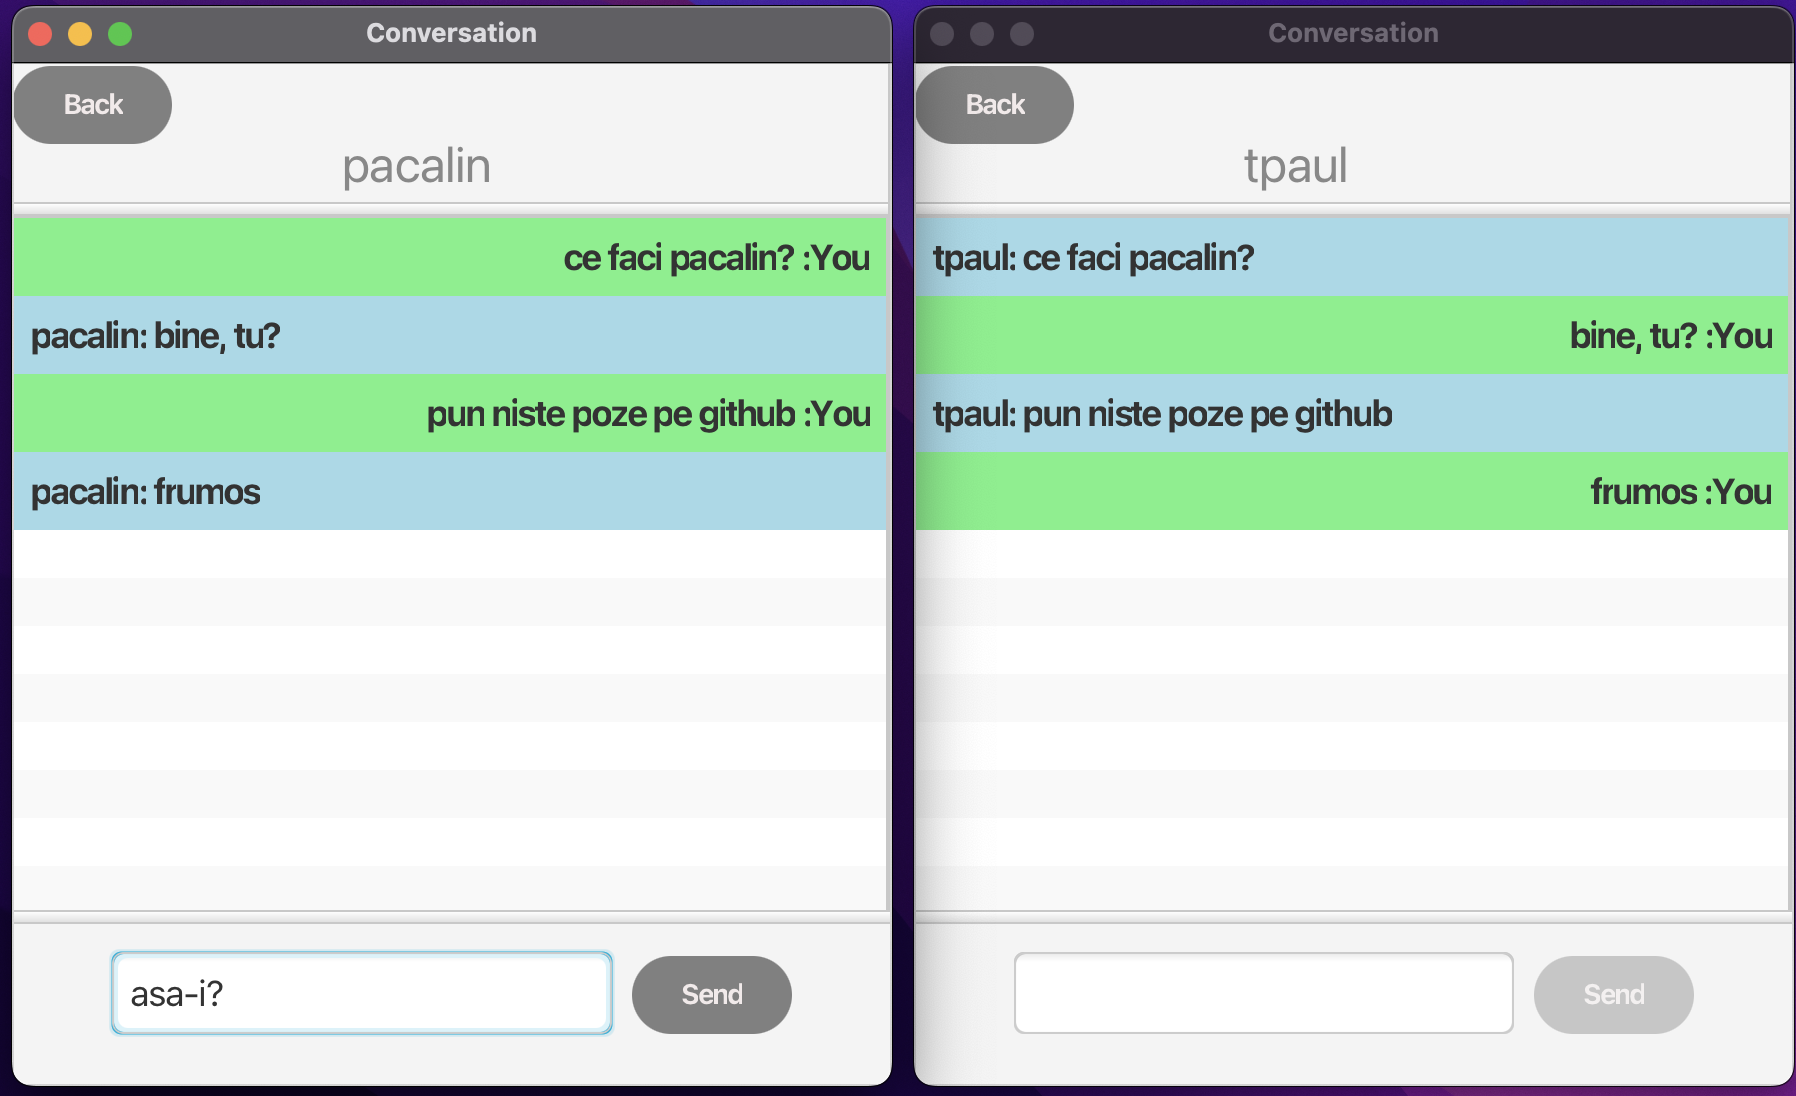 Conversation
Back
pacalin
ce faci pacalin? :You
pacalin: bine, tu?
pun niste poze pe github :You
pacalin: frumos
asa-i?
Send
Conversation
Back
tpaul
tpaul: ce faci pacalin?
bine, tu? :You
tpaul: pun niste poze pe github
frumos :You
Send